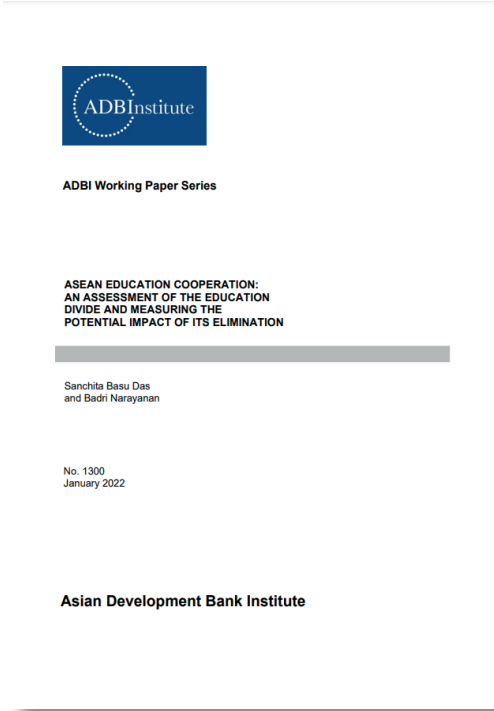 ADBInstitute
ADBI Working Paper Series
ASEAN EDUCATION COOPERATION:
AN ASSESSMENT OF THE EDUCATION
DIVIDE AND MEASURING THE
POTENTIAL IMPACT OF ITS ELIMINATION
Sanchita Basu Das
and Badri Narayanan
No. 1300
January 2022
Asian Development Bank Institute